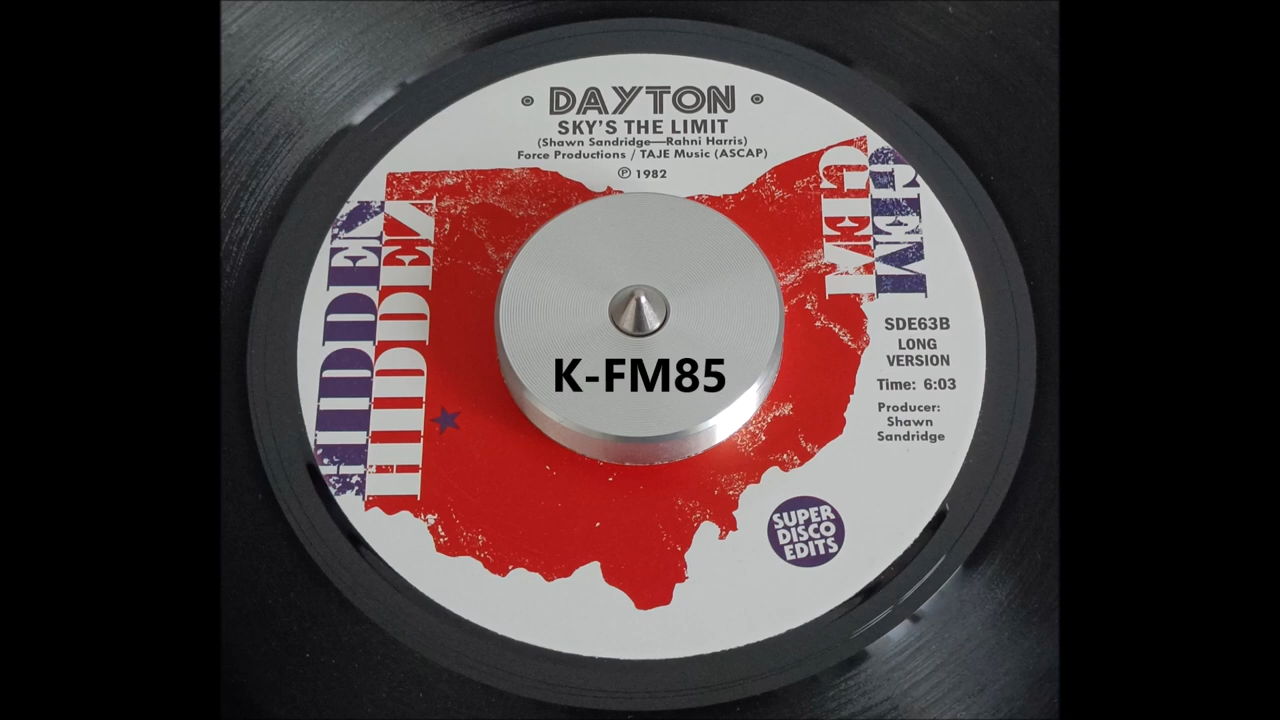 DAYTON
SKY'S THE LIMIT
(Shawn Sandridge—Rahni Harris)
Force Productions / TAJE Music (ASCAP)
℗ 1982
HIDDEN
HIDDEN
GEM
GEM
SDE63B
LONG
VERSION
Time: 6:03
Producer:
Shawn
Sandridge
K-FM85
SUPER
DISCO
EDITS